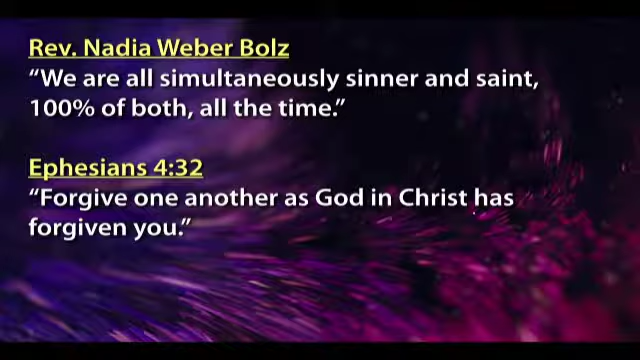 Rev. Nadia Weber Bolz
“We are all simultaneously sinner and saint,
100% of both, all the time.”
Ephesians 4:32
“Forgive one another as God in Christ has
forgiven you.”